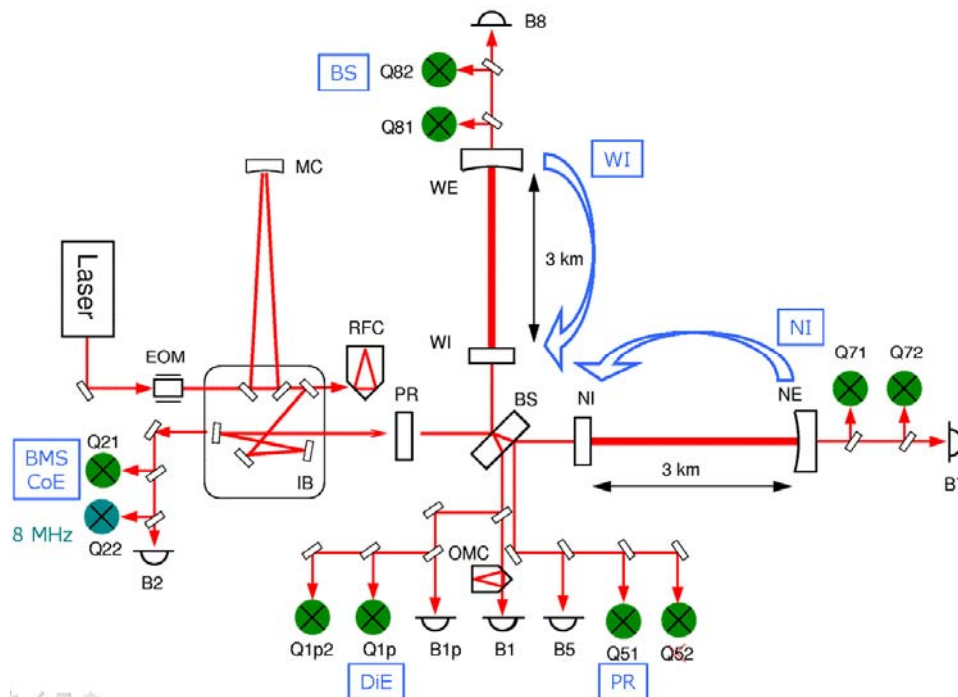 B8
BS
Q82
Q81
WI
MC
WE
3 km
Laser
RFC
WI
NI
EOM
Q71
Q72
PR
BS
NI
NE
Q21
BMS
CoE
IB
3 km
8 MHz
Q22
OMC
B2
Q1p2
Q1p
B1p
B1
B5
Q51
Q52
DiE
PR